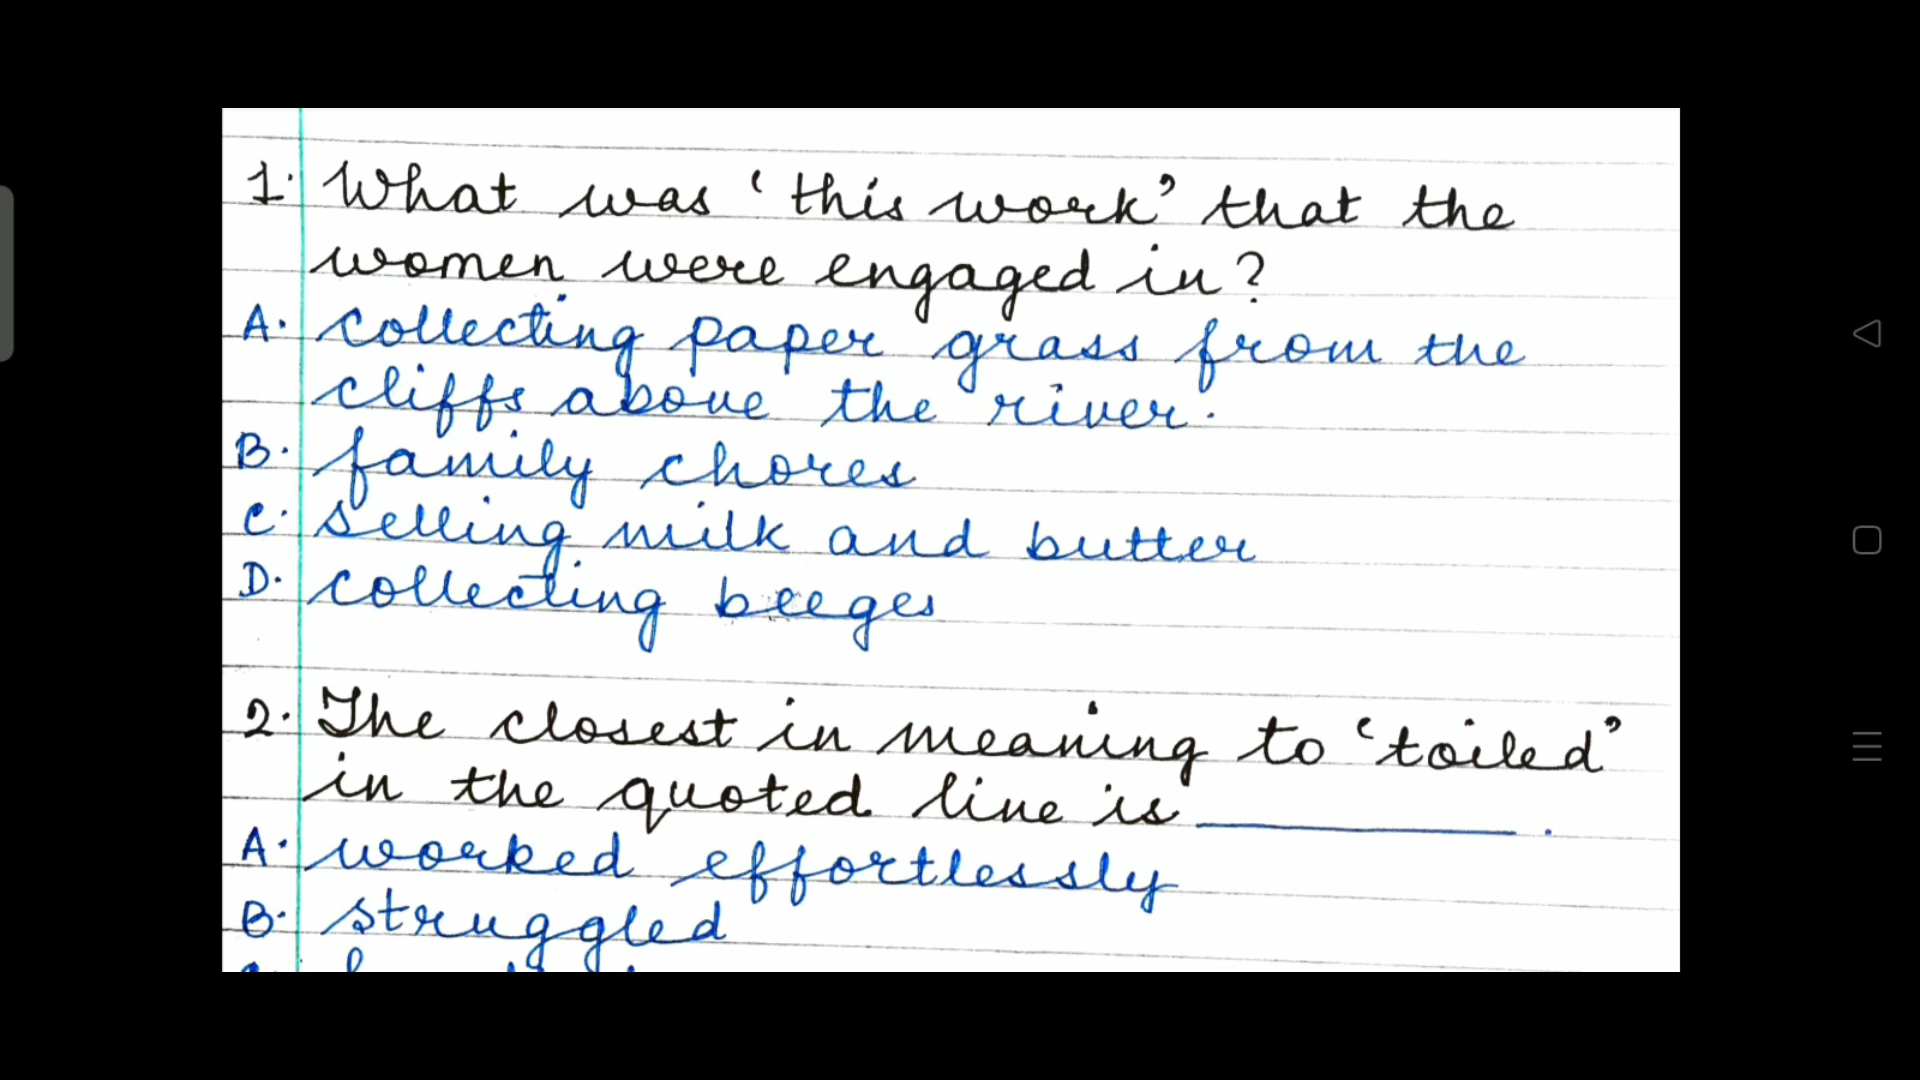 1. What was ‘this work’ that the
women were engaged in?
A. collecting paper grass from the
cliffs above the river.
B. family chores
C. selling milk and butter
D. collecting beeges
2. The closest in meaning to ‘toiled’
in the quoted line is ________.
A. worked effortlessly
B. struggled